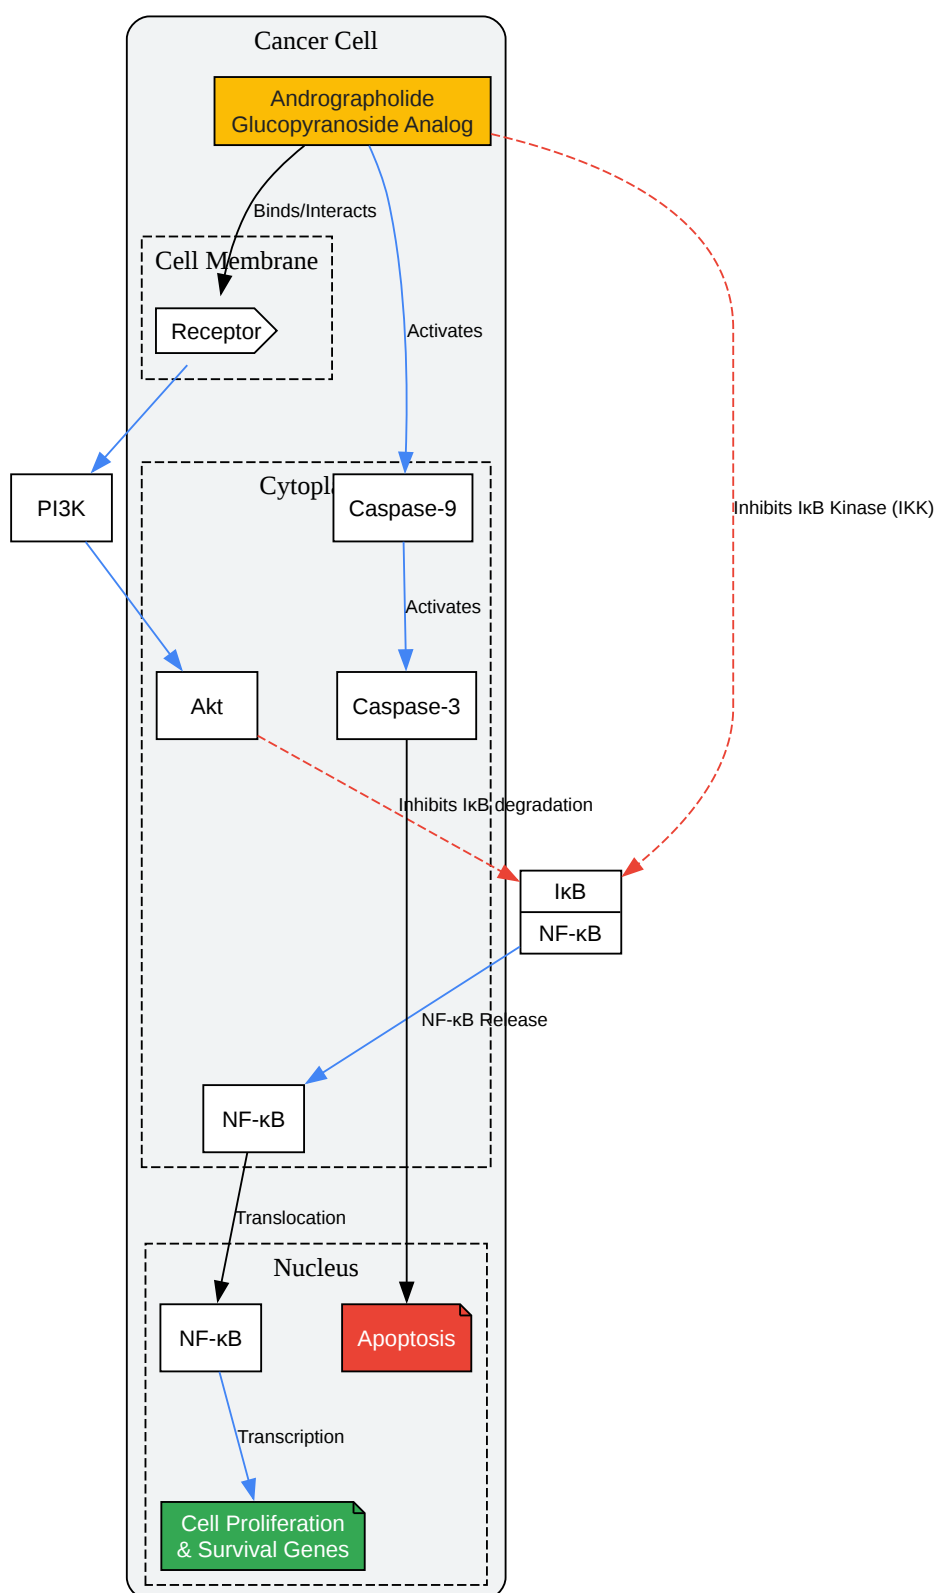 Cancer Cell
Andrographolide
Glucopyranoside Analog
Binds/Interacts
Cell Membrane
Receptor
Activates
Cytopla
PI3K
Caspase-9
Inhibits IκB Kinase (IKK)
Activates
Akt
Caspase-3
Inhibits IκB degradation
IκB
NF-κB
NF-κB Release
NF-κB
Translocation
Nucleus
NF-κB
Apoptosis
Transcription
Cell Proliferation
& Survival Genes